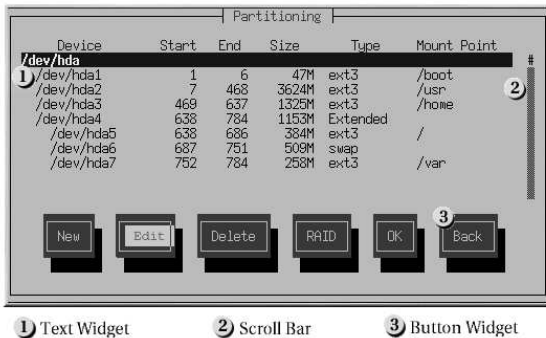 Partitioning
Device Start End Size Type Mount Point
/dev/hda #
1 /dev/hda1 1 6 47M ext3 /boot
/dev/hda2 7 468 3624M ext3 /usr 2
/dev/hda3 469 637 1325M ext3 /home
/dev/hda4 638 784 1153M Extended
/dev/hda5 638 686 384M ext3 /
/dev/hda6 687 751 509M swap
/dev/hda7 752 784 258M ext3 /var
3
New Edit Delete RAID OK Back
1 Text Widget 2 Scroll Bar 3 Button Widget